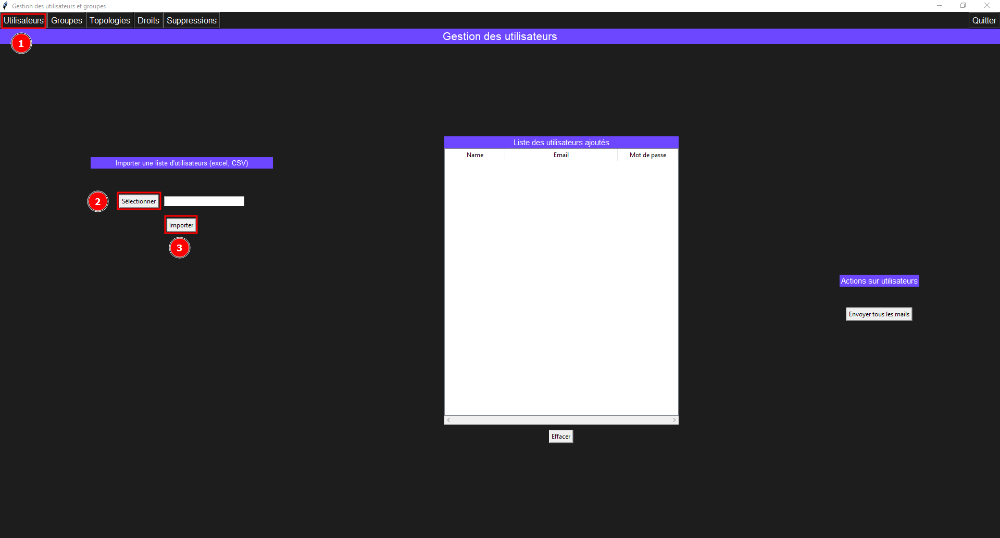 Gestion des utilisateurs et groupes
Utilisateurs Groupes Topologies Droits Suppressions Quitter
1 Gestion des utilisateurs
Liste des utilisateurs ajoutés
Name Email Mot de passe
Importer une liste d'utilisateurs (excel, CSV)
2 Sélectionner
Importer
3
Actions sur utilisateurs
Envoyer tous les mails
Effacer